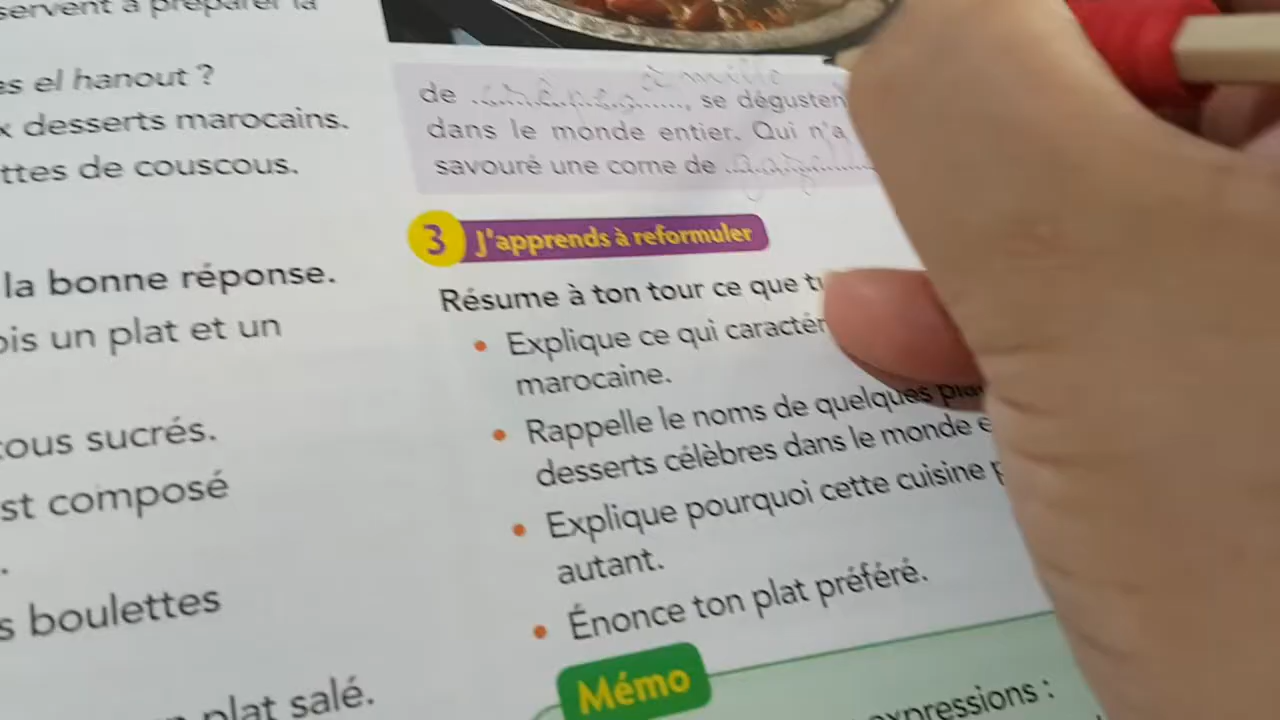 servent à préparer la
el hanout ?
desserts marocains.
ttes de couscous.
la bonne réponse.
ois un plat et un
tous sucrés.
st composé
s boulettes
plat salé.
à mille
de ............, se dégusten
dans le monde entier. Qui n'a
savouré une corne de ............
3 J'apprends à reformuler
Résume à ton tour ce que tu
• Explique ce qui caractér
marocaine.
• Rappelle le noms de quelques
desserts célèbres dans le monde e
• Explique pourquoi cette cuisine p
autant.
• Énonce ton plat préféré.
Mémo
expressions :